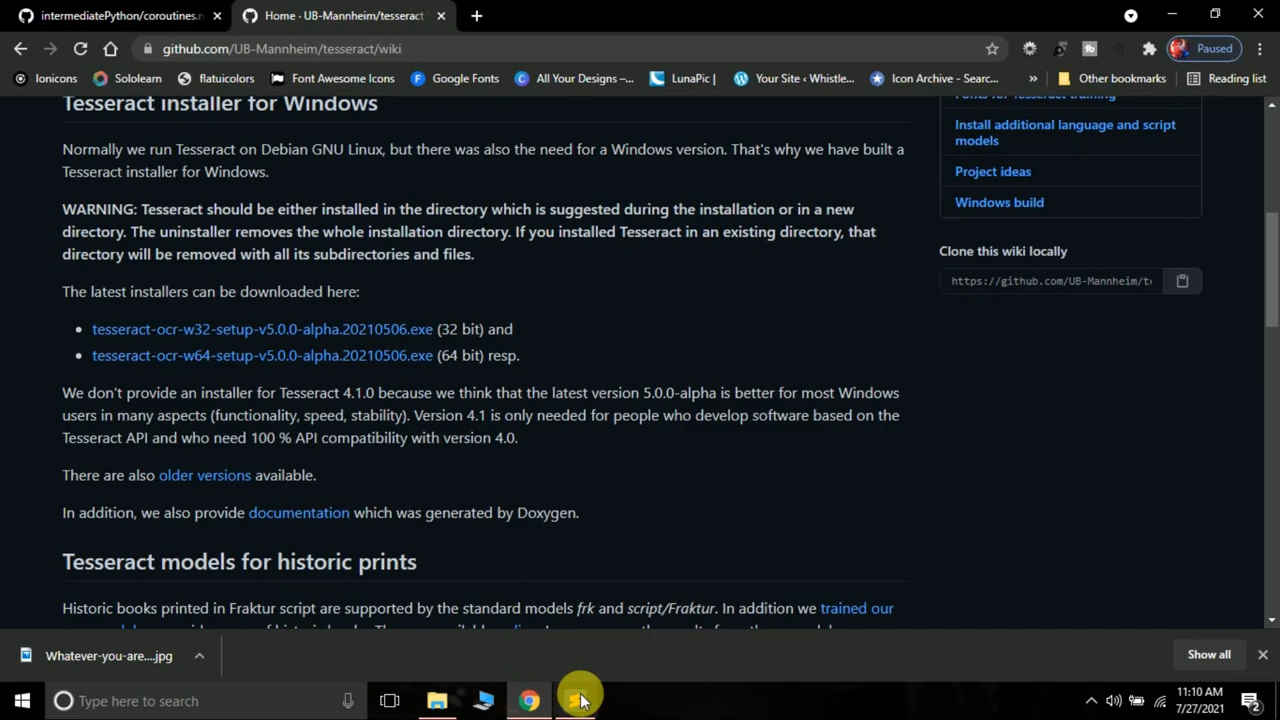 intermediatePython/coroutines.r
Home · UB-Mannheim/tesseract
github.com/UB-Mannheim/tesseract/wiki
Paused
Ionicons
Sololearn
flatuicolors
Font Awesome Icons
Google Fonts
All Your Designs –...
LunaPic |
Your Site ‹ Whistle...
Icon Archive - Searc...
»
Other bookmarks
Reading list
Tesseract installer for Windows
Normally we run Tesseract on Debian GNU Linux, but there was also the need for a Windows version. That's why we have built a
Tesseract installer for Windows.
WARNING: Tesseract should be either installed in the directory which is suggested during the installation or in a new
directory. The uninstaller removes the whole installation directory. If you installed Tesseract in an existing directory, that
directory will be removed with all its subdirectories and files.
The latest installers can be downloaded here:
• tesseract-ocr-w32-setup-v5.0.0-alpha.20210506.exe (32 bit) and
• tesseract-ocr-w64-setup-v5.0.0-alpha.20210506.exe (64 bit) resp.
We don't provide an installer for Tesseract 4.1.0 because we think that the latest version 5.0.0-alpha is better for most Windows
users in many aspects (functionality, speed, stability). Version 4.1 is only needed for people who develop software based on the
Tesseract API and who need 100 % API compatibility with version 4.0.
There are also older versions available.
In addition, we also provide documentation which was generated by Doxygen.
Tesseract models for historic prints
Historic books printed in Fraktur script are supported by the standard models frk and script/Fraktur. In addition we trained our
Fonts for Tesseract training
Install additional language and script
models
Project ideas
Windows build
Clone this wiki locally
https://github.com/UB-Mannheim/te
Whatever-you-are....jpg
Show all
Type here to search
11:10 AM
7/27/2021
2